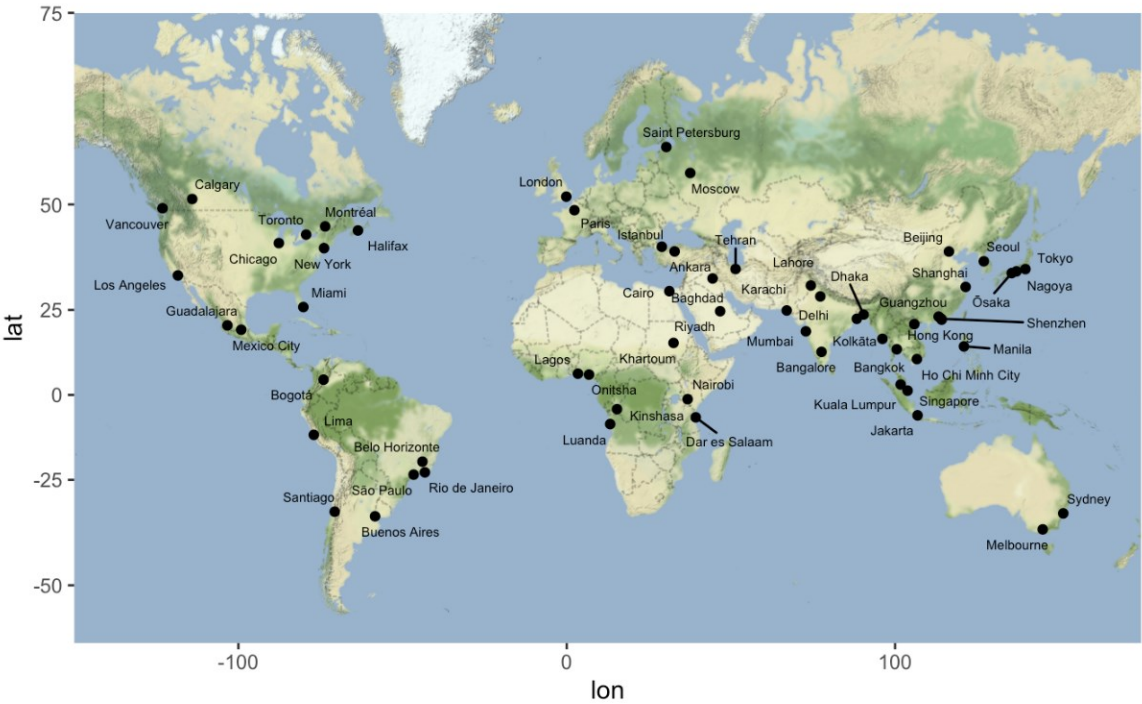 75
Saint Petersburg
Calgary
London
Moscow
50
Vancouver
Toronto
Montréal
Paris
Istanbul
Tehran
Beijing
Seoul
Halifax
Chicago
New York
Ankara
Lahore
Dhaka
Shanghai
Tokyo
Los Angeles
Miami
Cairo
Baghdad
Karachi
Guangzhou
Ōsaka
Nagoya
25
Guadalajara
Riyadh
Delhi
Shenzhen
Mexico City
Mumbai
Kolkāta
Hong Kong
Manila
Lagos
Khartoum
Bangalore
Bangkok
Ho Chi Minh City
lat
0
Bogotá
Onitsha
Nairobi
Kuala Lumpur
Singapore
Lima
Kinshasa
Jakarta
Luanda
Dar es Salaam
Belo Horizonte
-25
São Paulo
Rio de Janeiro
Santiago
Sydney
Buenos Aires
Melbourne
-50
-100
0
100
lon